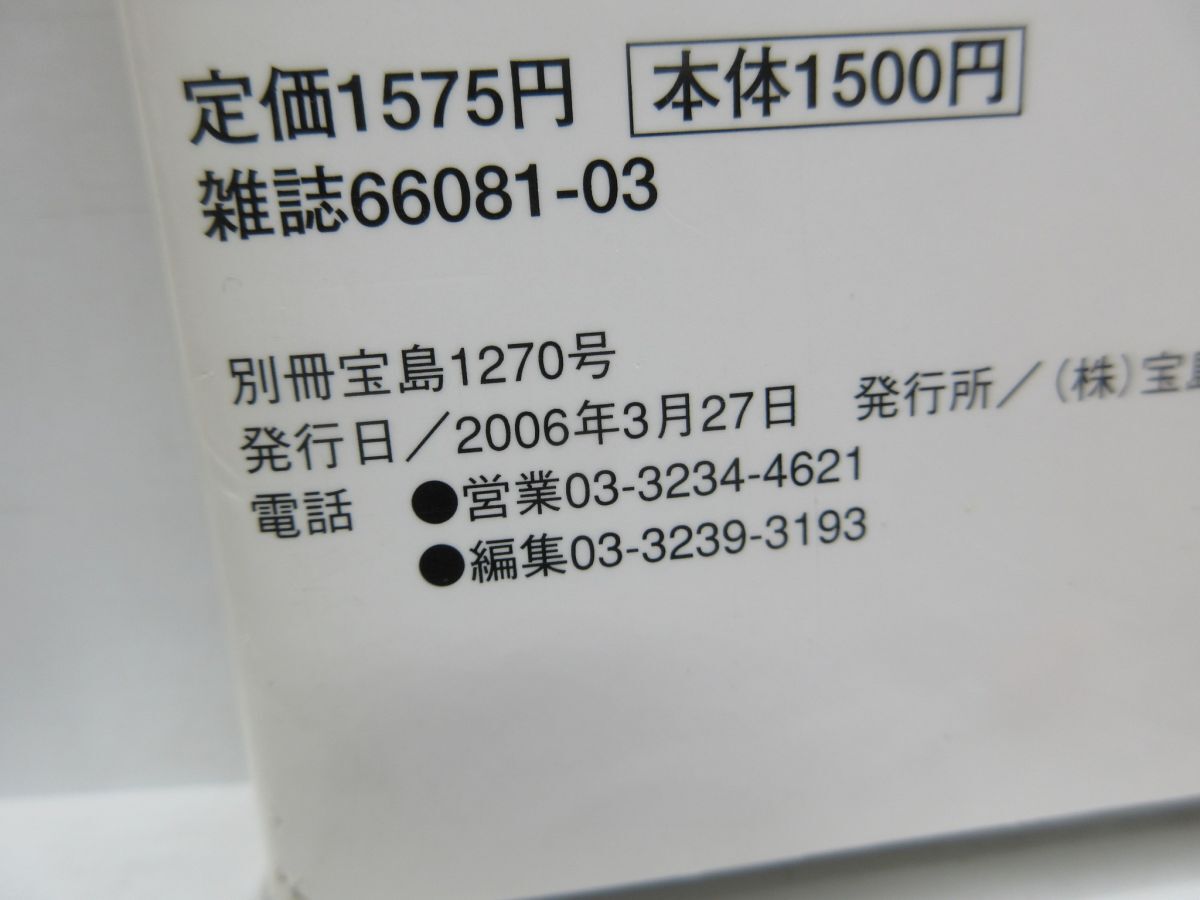 定価1575円 本体1500円
雑誌66081-03
別冊宝島1270号
発行日／2006年3月27日 発行所／(株)宝島
電話 ●営業03-3234-4621
●編集03-3239-3193